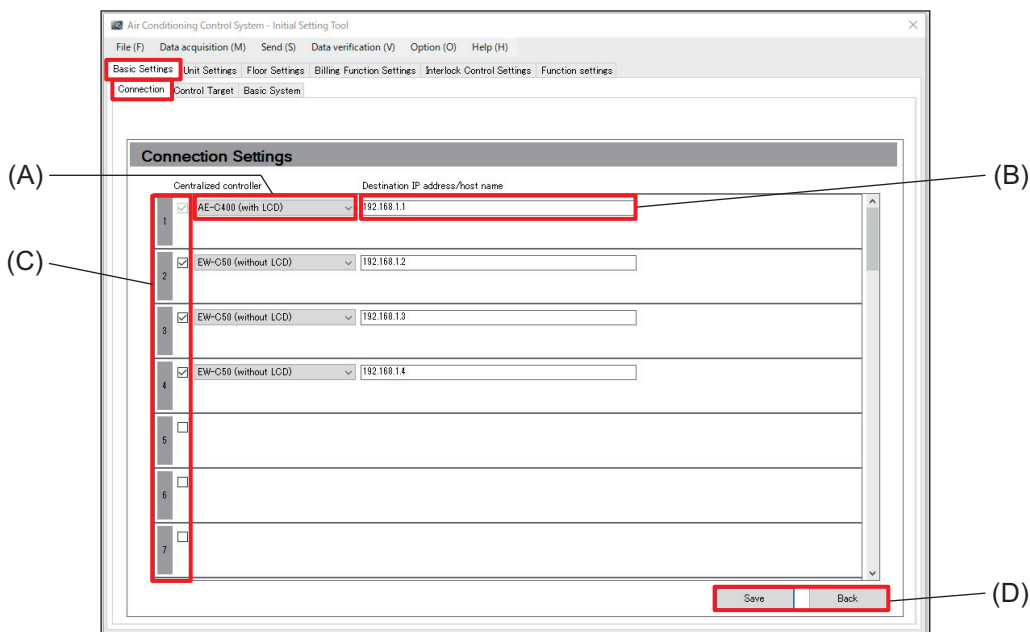 Air Conditioning Control System - Initial Setting Tool
File (F) Data acquisition (M) Send (S) Data verification (V) Option (O) Help (H)
Basic Settings Unit Settings Floor Settings Billing Function Settings Interlock Control Settings Function settings
Connection Control Target Basic System
Connection Settings
(A)
(B)
Centralized controller Destination IP address/host name
1 AE-C400 (with LCD) 192.168.1.1
(C)
2 EW-C50 (without LCD) 192.168.1.2
3 EW-C50 (without LCD) 192.168.1.3
4 EW-C50 (without LCD) 192.168.1.4
5
6
7
Save Back
(D)